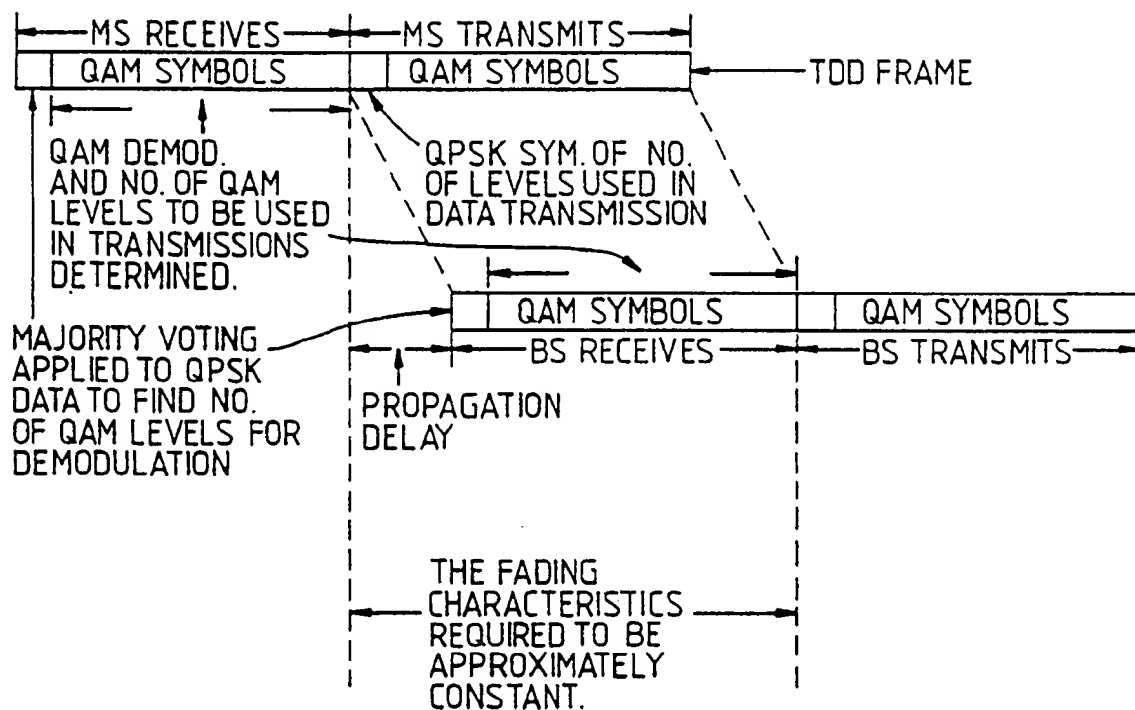 MS RECEIVES
MS TRANSMITS
QAM SYMBOLS
QAM SYMBOLS
TDD FRAME
QAM DEMOD.
AND NO. OF QAM
LEVELS TO BE USED
IN TRANSMISSIONS
DETERMINED.
QPSK SYM. OF NO.
OF LEVELS USED IN
DATA TRANSMISSION
QAM SYMBOLS
QAM SYMBOLS
BS RECEIVES
BS TRANSMITS
MAJORITY VOTING
APPLIED TO QPSK
DATA TO FIND NO.
OF QAM LEVELS FOR
DEMODULATION
PROPAGATION
DELAY
THE FADING
CHARACTERISTICS
REQUIRED TO BE
APPROXIMATELY
CONSTANT.